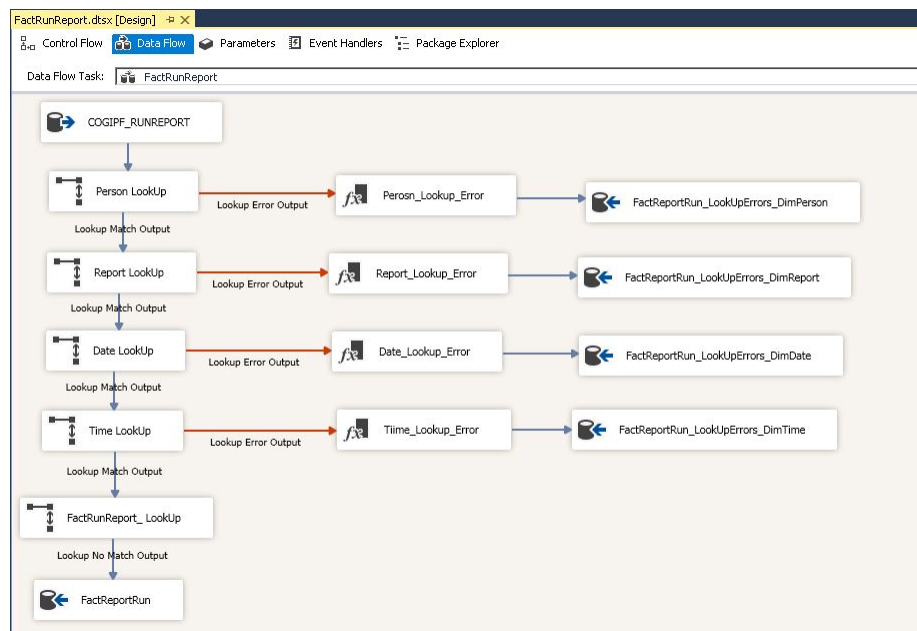 FactRunReport.dtsx [Design]
Control Flow Data Flow Parameters Event Handlers Package Explorer
Data Flow Task: FactRunReport
COGIPF_RUNREPORT
Person LookUp
Lookup Error Output
Perosn_Lookup_Error
FactReportRun_LookUpErrors_DimPerson
Lookup Match Output
Report LookUp
Lookup Error Output
Report_Lookup_Error
FactReportRun_LookUpErrors_DimReport
Lookup Match Output
Date LookUp
Lookup Error Output
Date_Lookup_Error
FactReportRun_LookUpErrors_DimDate
Lookup Match Output
Time LookUp
Lookup Error Output
Tiime_Lookup_Error
FactReportRun_LookUpErrors_DimTime
Lookup Match Output
FactRunReport_ LookUp
Lookup No Match Output
FactReportRun